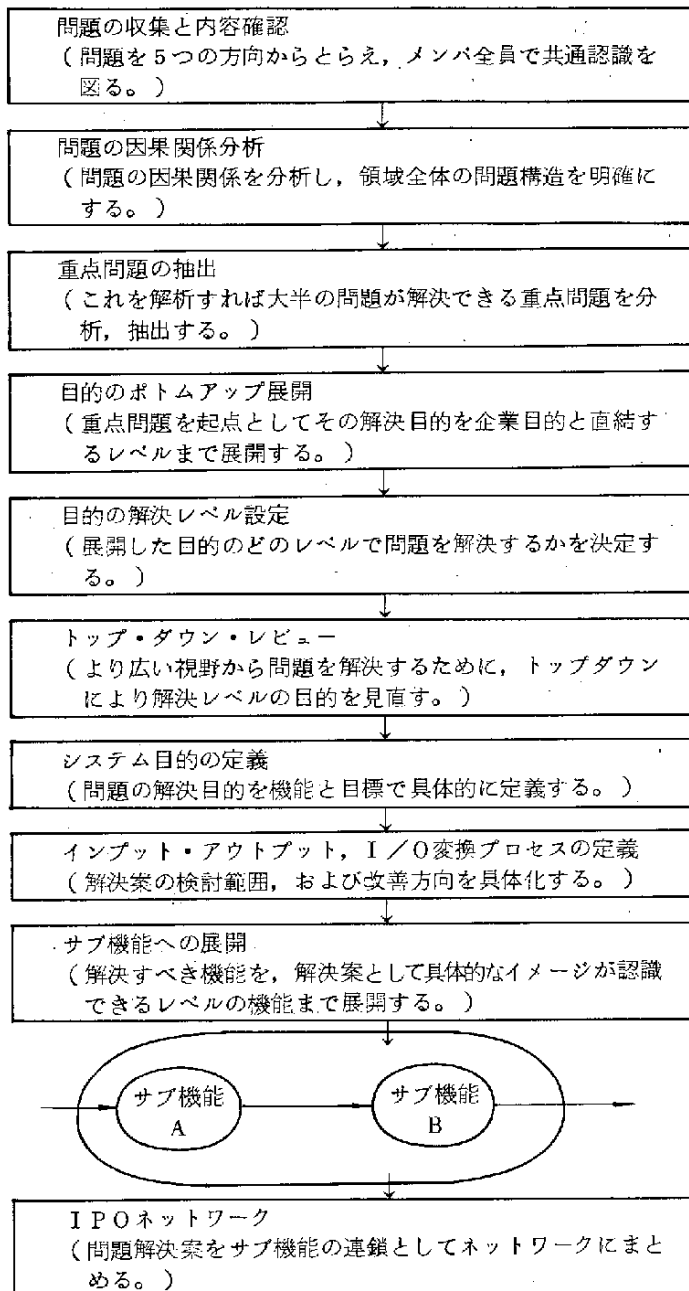 問題の収集と内容確認
(問題を5つの方向からとらえ,メンバ全員で共通認識を
図る。)
問題の因果関係分析
(問題の因果関係を分析し,領域全体の問題構造を明確に
する。)
重点問題の抽出
(これを解析すれば大半の問題が解決できる重点問題を分
析,抽出する。)
目的のボトムアップ展開
(重点問題を起点としてその解決目的を企業目的と直結す
るレベルまで展開する。)
目的の解決レベル設定
(展開した目的のどのレベルで問題を解決するかを決定す
る。)
トップ・ダウン・レビュー
(より広い視野から問題を解決するために,トップダウン
により解決レベルの目的を見直す。)
システム目的の定義
(問題の解決目的を機能と目標で具体的に定義する。)
インプット・アウトプット,I/O変換プロセスの定義
(解決案の検討範囲,および改善方向を具体化する。)
サブ機能への展開
(解決すべき機能を,解決案として具体的なイメージが認識
できるレベルの機能まで展開する。)
サブ機能
A
サブ機能
B
IPOネットワーク
(問題解決案をサブ機能の連鎖としてネットワークにまと
める。)